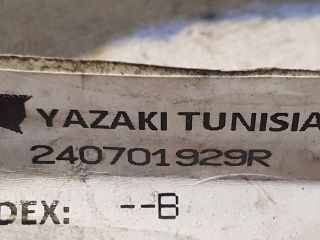 YAZAKI TUNISIA
240701929R
DEX: --B